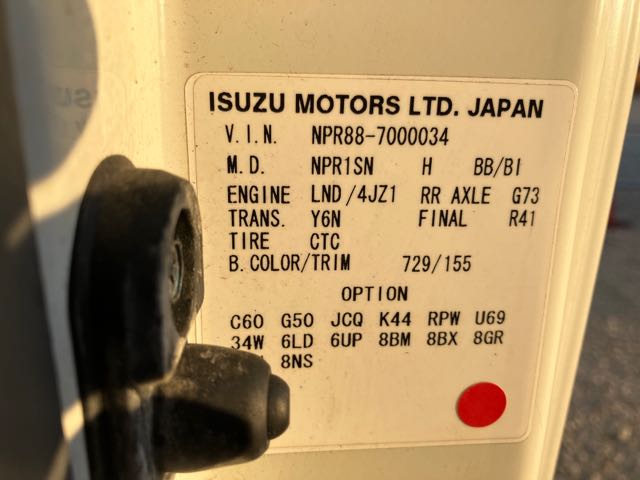 ISUZU MOTORS LTD. JAPAN
V.I.N. NPR88-7000034
M.D. NPR1SN H BB/BI
ENGINE LND/4JZ1 RR AXLE G73
TRANS. Y6N FINAL R41
TIRE CTC
B.COLOR/TRIM 729/155
OPTION
C60 G50 JCQ K44 RPW U69
34W 6LD 6UP 8BM 8BX 8GR
8NS